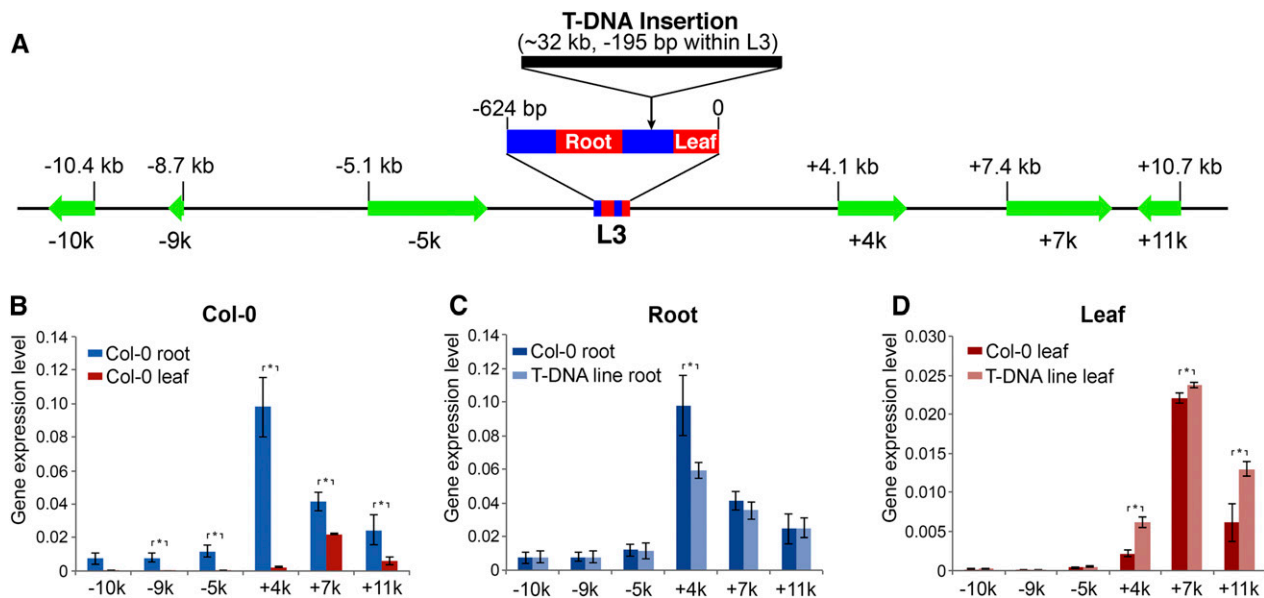 A
T-DNA Insertion
(~32 kb, -195 bp within L3)
-624 bp
0
Root
Leaf
-10.4 kb
-8.7 kb
-5.1 kb
+4.1 kb
+7.4 kb
+10.7 kb
-10k
-9k
-5k
L3
+4k
+7k
+11k
B
Col-0
Gene expression level
0.14
0.12
0.10
0.08
0.06
0.04
0.02
0
Col-0 root
Col-0 leaf
*
*
*
*
*
-10k
-9k
-5k
+4k
+7k
+11k
C
Root
Gene expression level
0.14
0.12
0.10
0.08
0.06
0.04
0.02
0
Col-0 root
T-DNA line root
*
-10k
-9k
-5k
+4k
+7k
+11k
D
Leaf
Gene expression level
0.030
0.025
0.020
0.015
0.010
0.005
0
Col-0 leaf
T-DNA line leaf
*
*
*
-10k
-9k
-5k
+4k
+7k
+11k